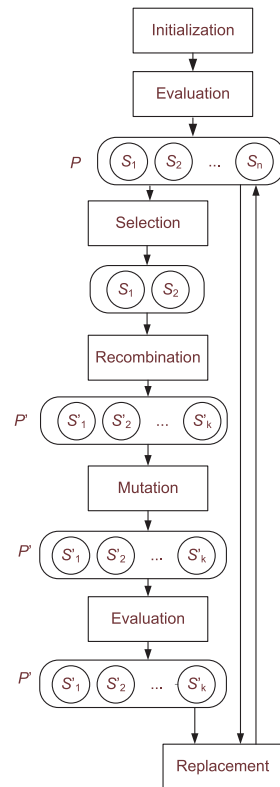 Initialization
Evaluation
P S1 S2 ... Sn
Selection
S1 S2
Recombination
P' S'1 S'2 ... S'k
Mutation
P' S'1 S'2 ... S'k
Evaluation
P' S'1 S'2 ... S'k
Replacement